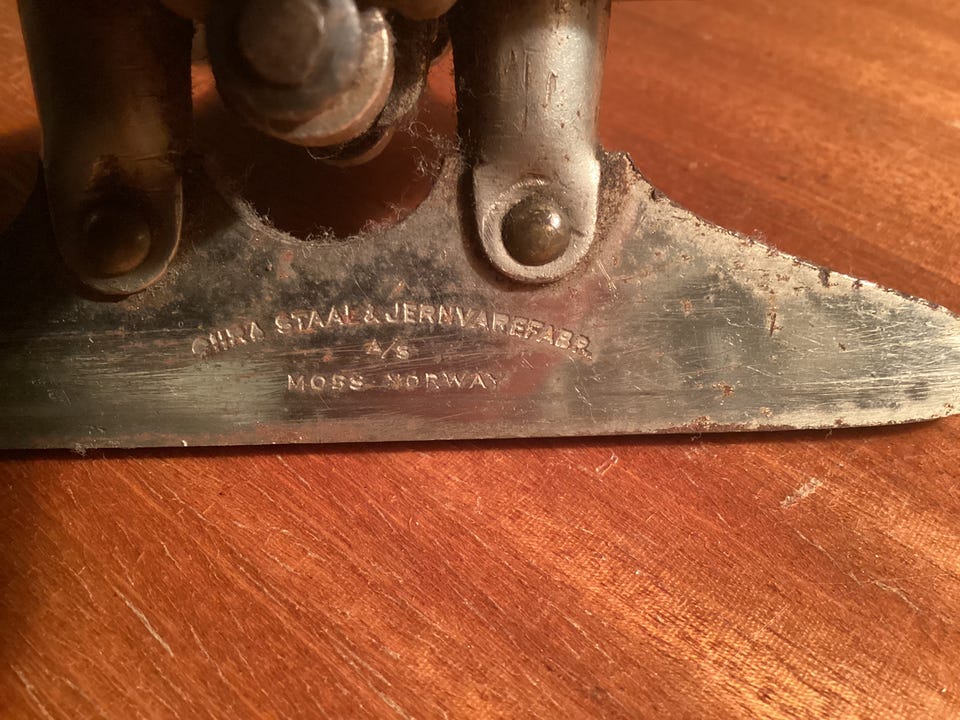 STAAL & JERNVAREFABR.
A/S
MOSS NORWAY